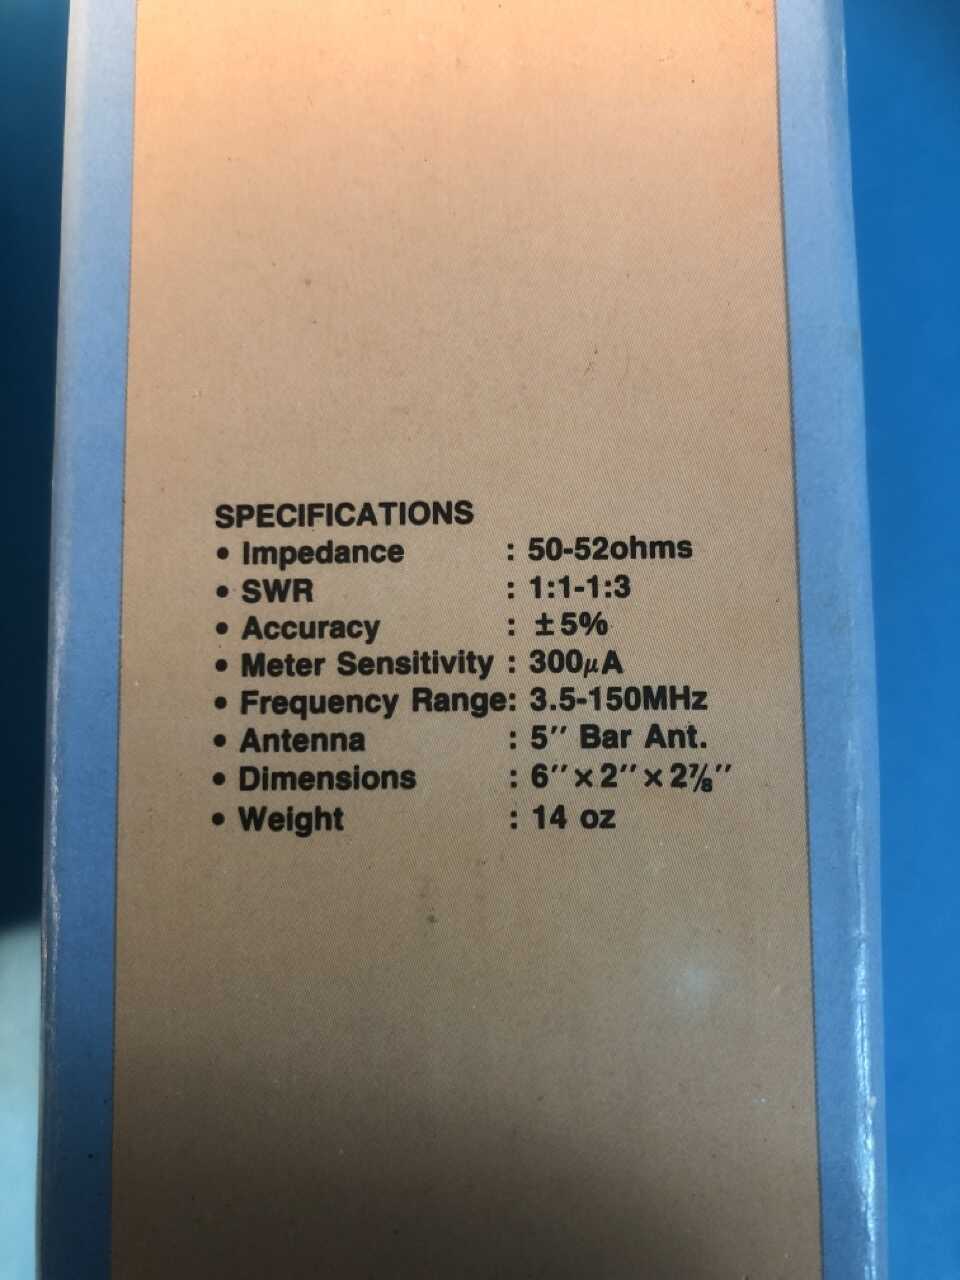 SPECIFICATIONS
• Impedance : 50-52ohms
• SWR : 1:1-1:3
• Accuracy : ±5%
• Meter Sensitivity : 300μA
• Frequency Range: 3.5-150MHz
• Antenna : 5″ Bar Ant.
• Dimensions : 6″×2″×2⅞″
• Weight : 14 oz